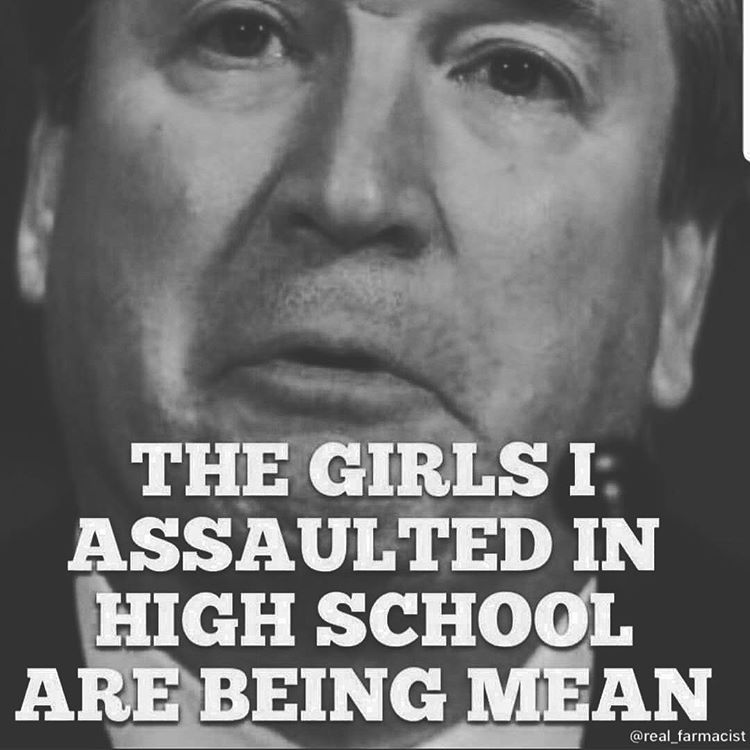 THE GIRLS I
ASSAULTED IN
HIGH SCHOOL
ARE BEING MEAN
@real_farmacist